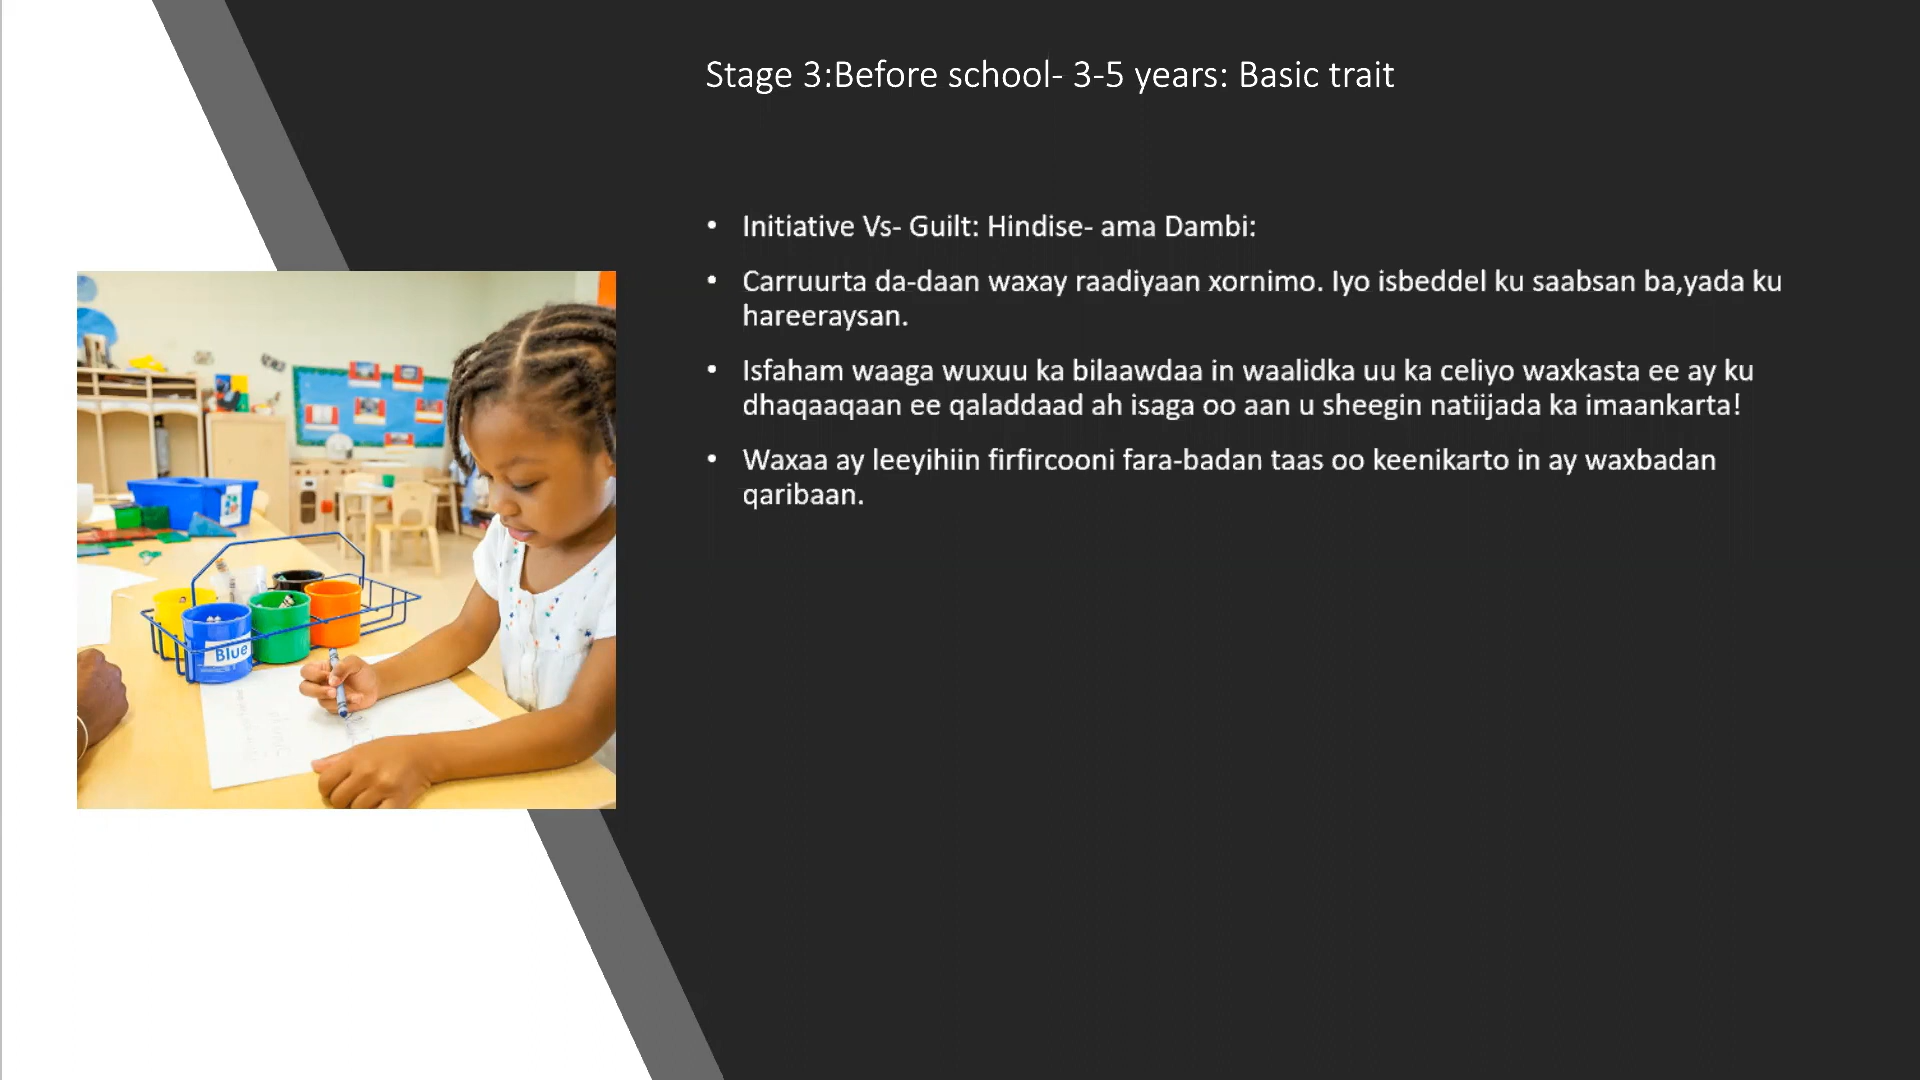 Stage 3:Before school- 3-5 years: Basic trait
• Initiative Vs- Guilt: Hindise- ama Dambi:
• Carruurta da-daan waxay raadiyaan xornimo. Iyo isbeddel ku saabsan ba,yada ku
hareeraysan.
• Isfaham waaga wuxuu ka bilaawdaa in waalidka uu ka celiyo waxkasta ee ay ku
dhaqaaqaan ee qaladdaad ah isaga oo aan u sheegin natiijada ka imaankarta!
• Waxaa ay leeyihiin firfircooni fara-badan taas oo keenikarto in ay waxbadan
qaribaan.
Blue